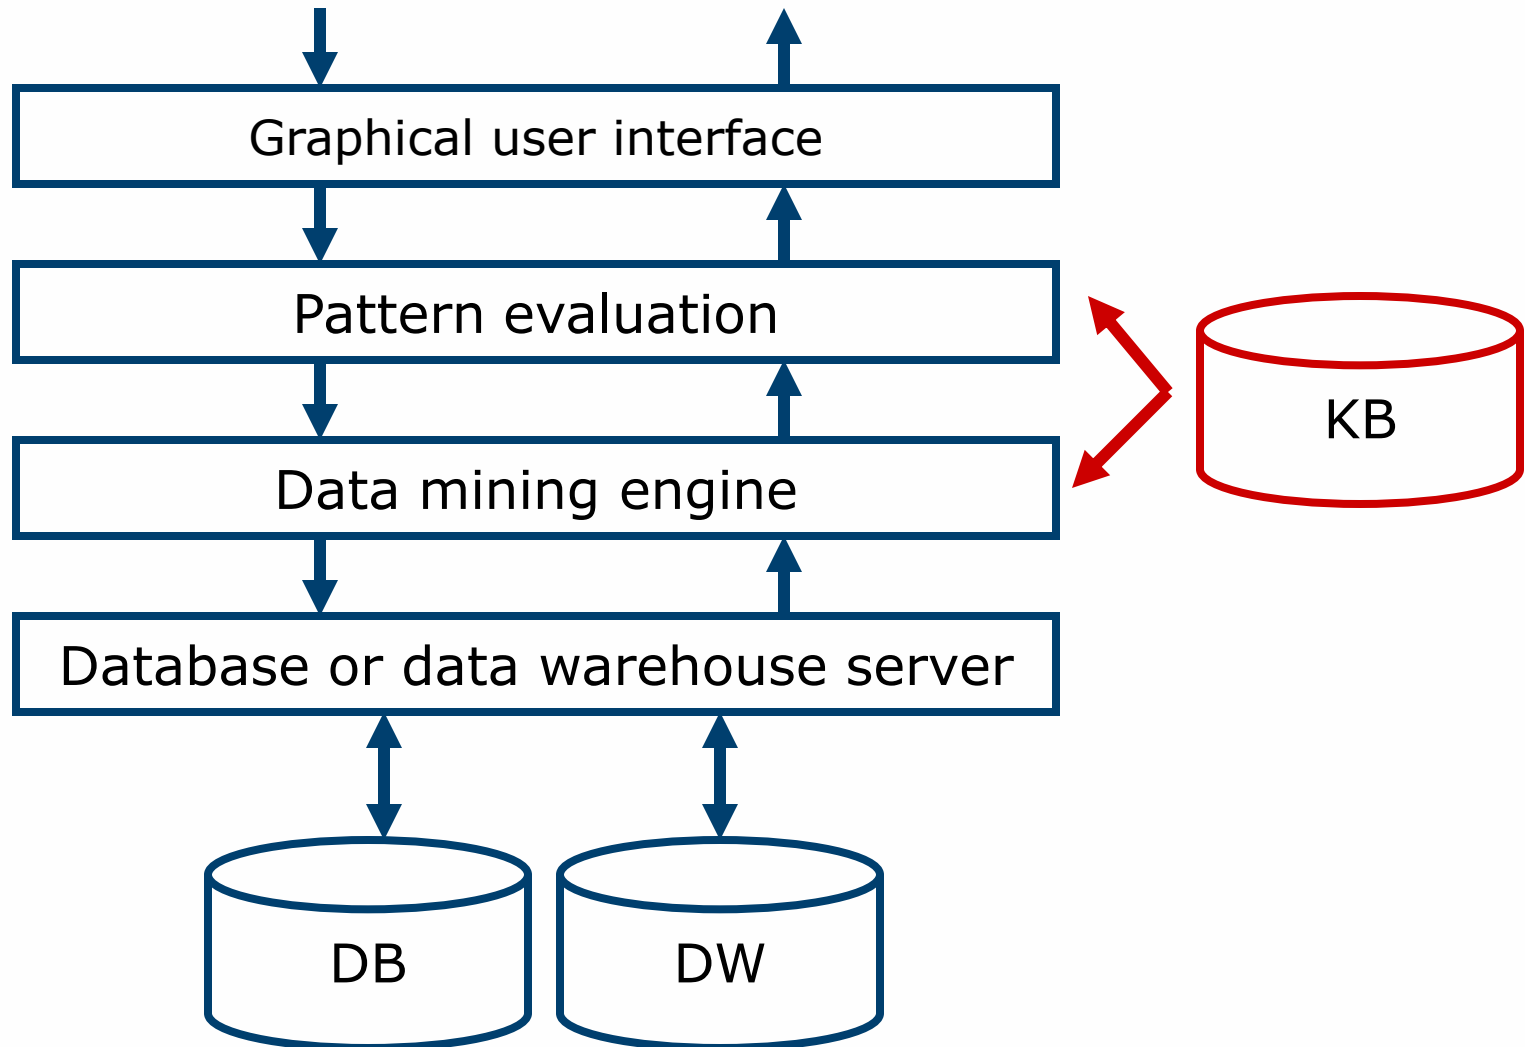 Graphical user interface
Pattern evaluation
KB
Data mining engine
Database or data warehouse server
DB
DW